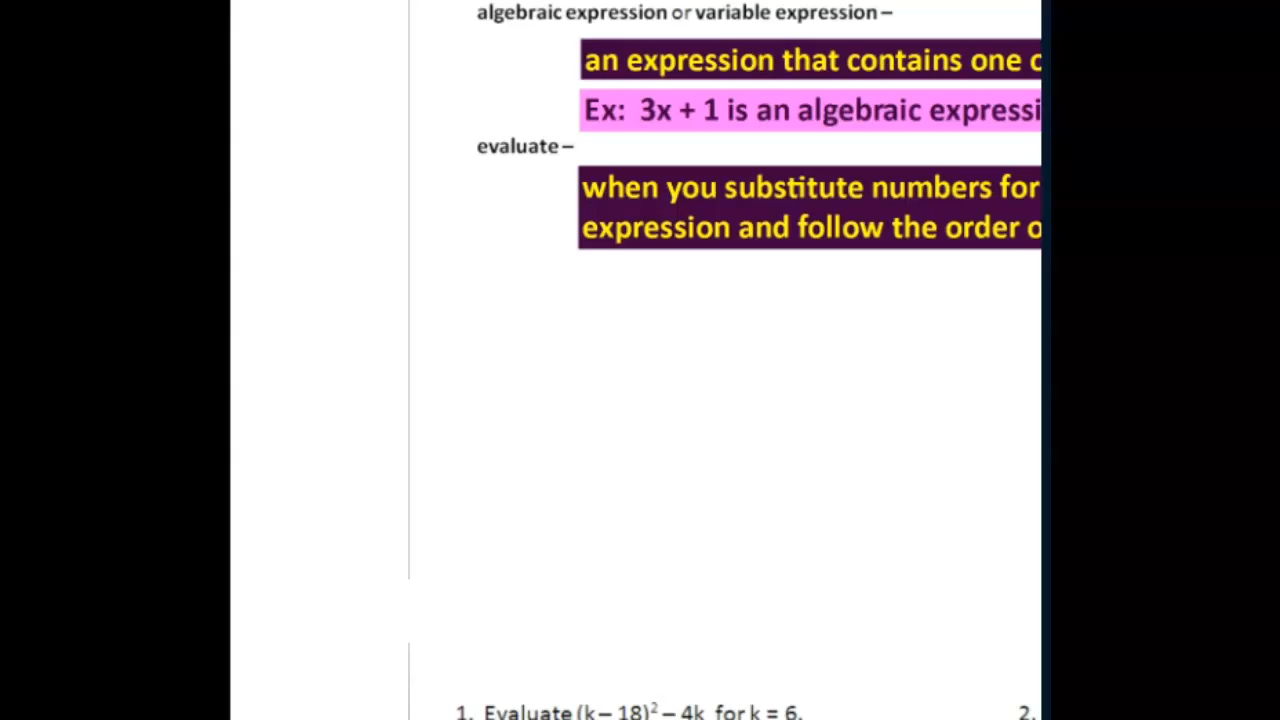 algebraic expression or variable expression –
an expression that contains one
Ex: 3x + 1 is an algebraic
evaluate –
when you substitute numbers for
expression and follow the order
1. Evaluate (k – 18)² – 4k for k = 6.
2.